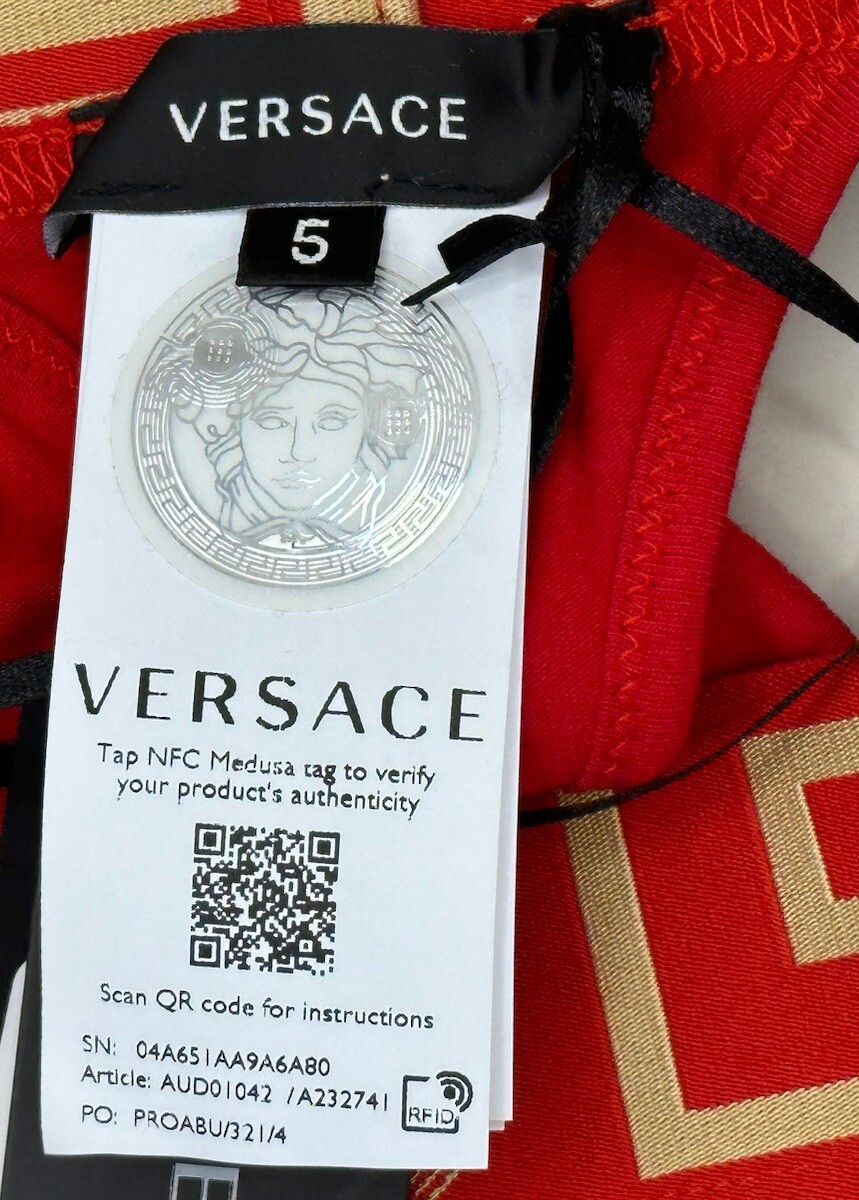 VERSACE
5
VERSACE
Tap NFC Medusa tag to verify
your product's authenticity
Scan QR code for instructions
SN: 04A651AA9A6A80
Article: AUD01042 /A232741
PO: PROABU/321/4
RFID